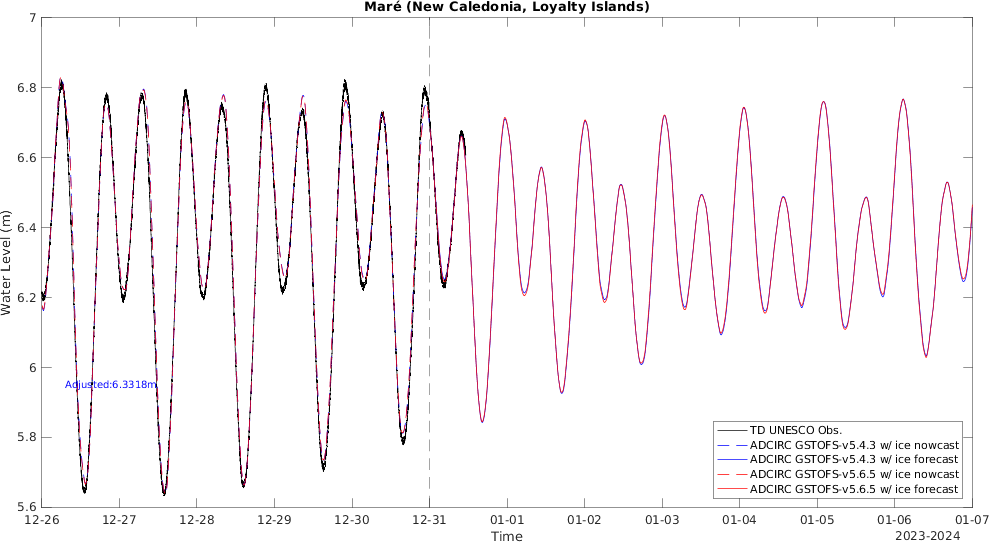 Maré (New Caledonia, Loyalty Islands)
7
6.8
6.6
6.4
6.2
6
5.8
5.6
Water Level (m)
Adjusted:6.3318m
TD UNESCO Obs.
ADCIRC GSTOFS-v5.4.3 w/ ice nowcast
ADCIRC GSTOFS-v5.4.3 w/ ice forecast
ADCIRC GSTOFS-v5.6.5 w/ ice nowcast
ADCIRC GSTOFS-v5.6.5 w/ ice forecast
12-26 12-27 12-28 12-29 12-30 12-31 01-01 01-02 01-03 01-04 01-05 01-06 01-07
Time
2023-2024